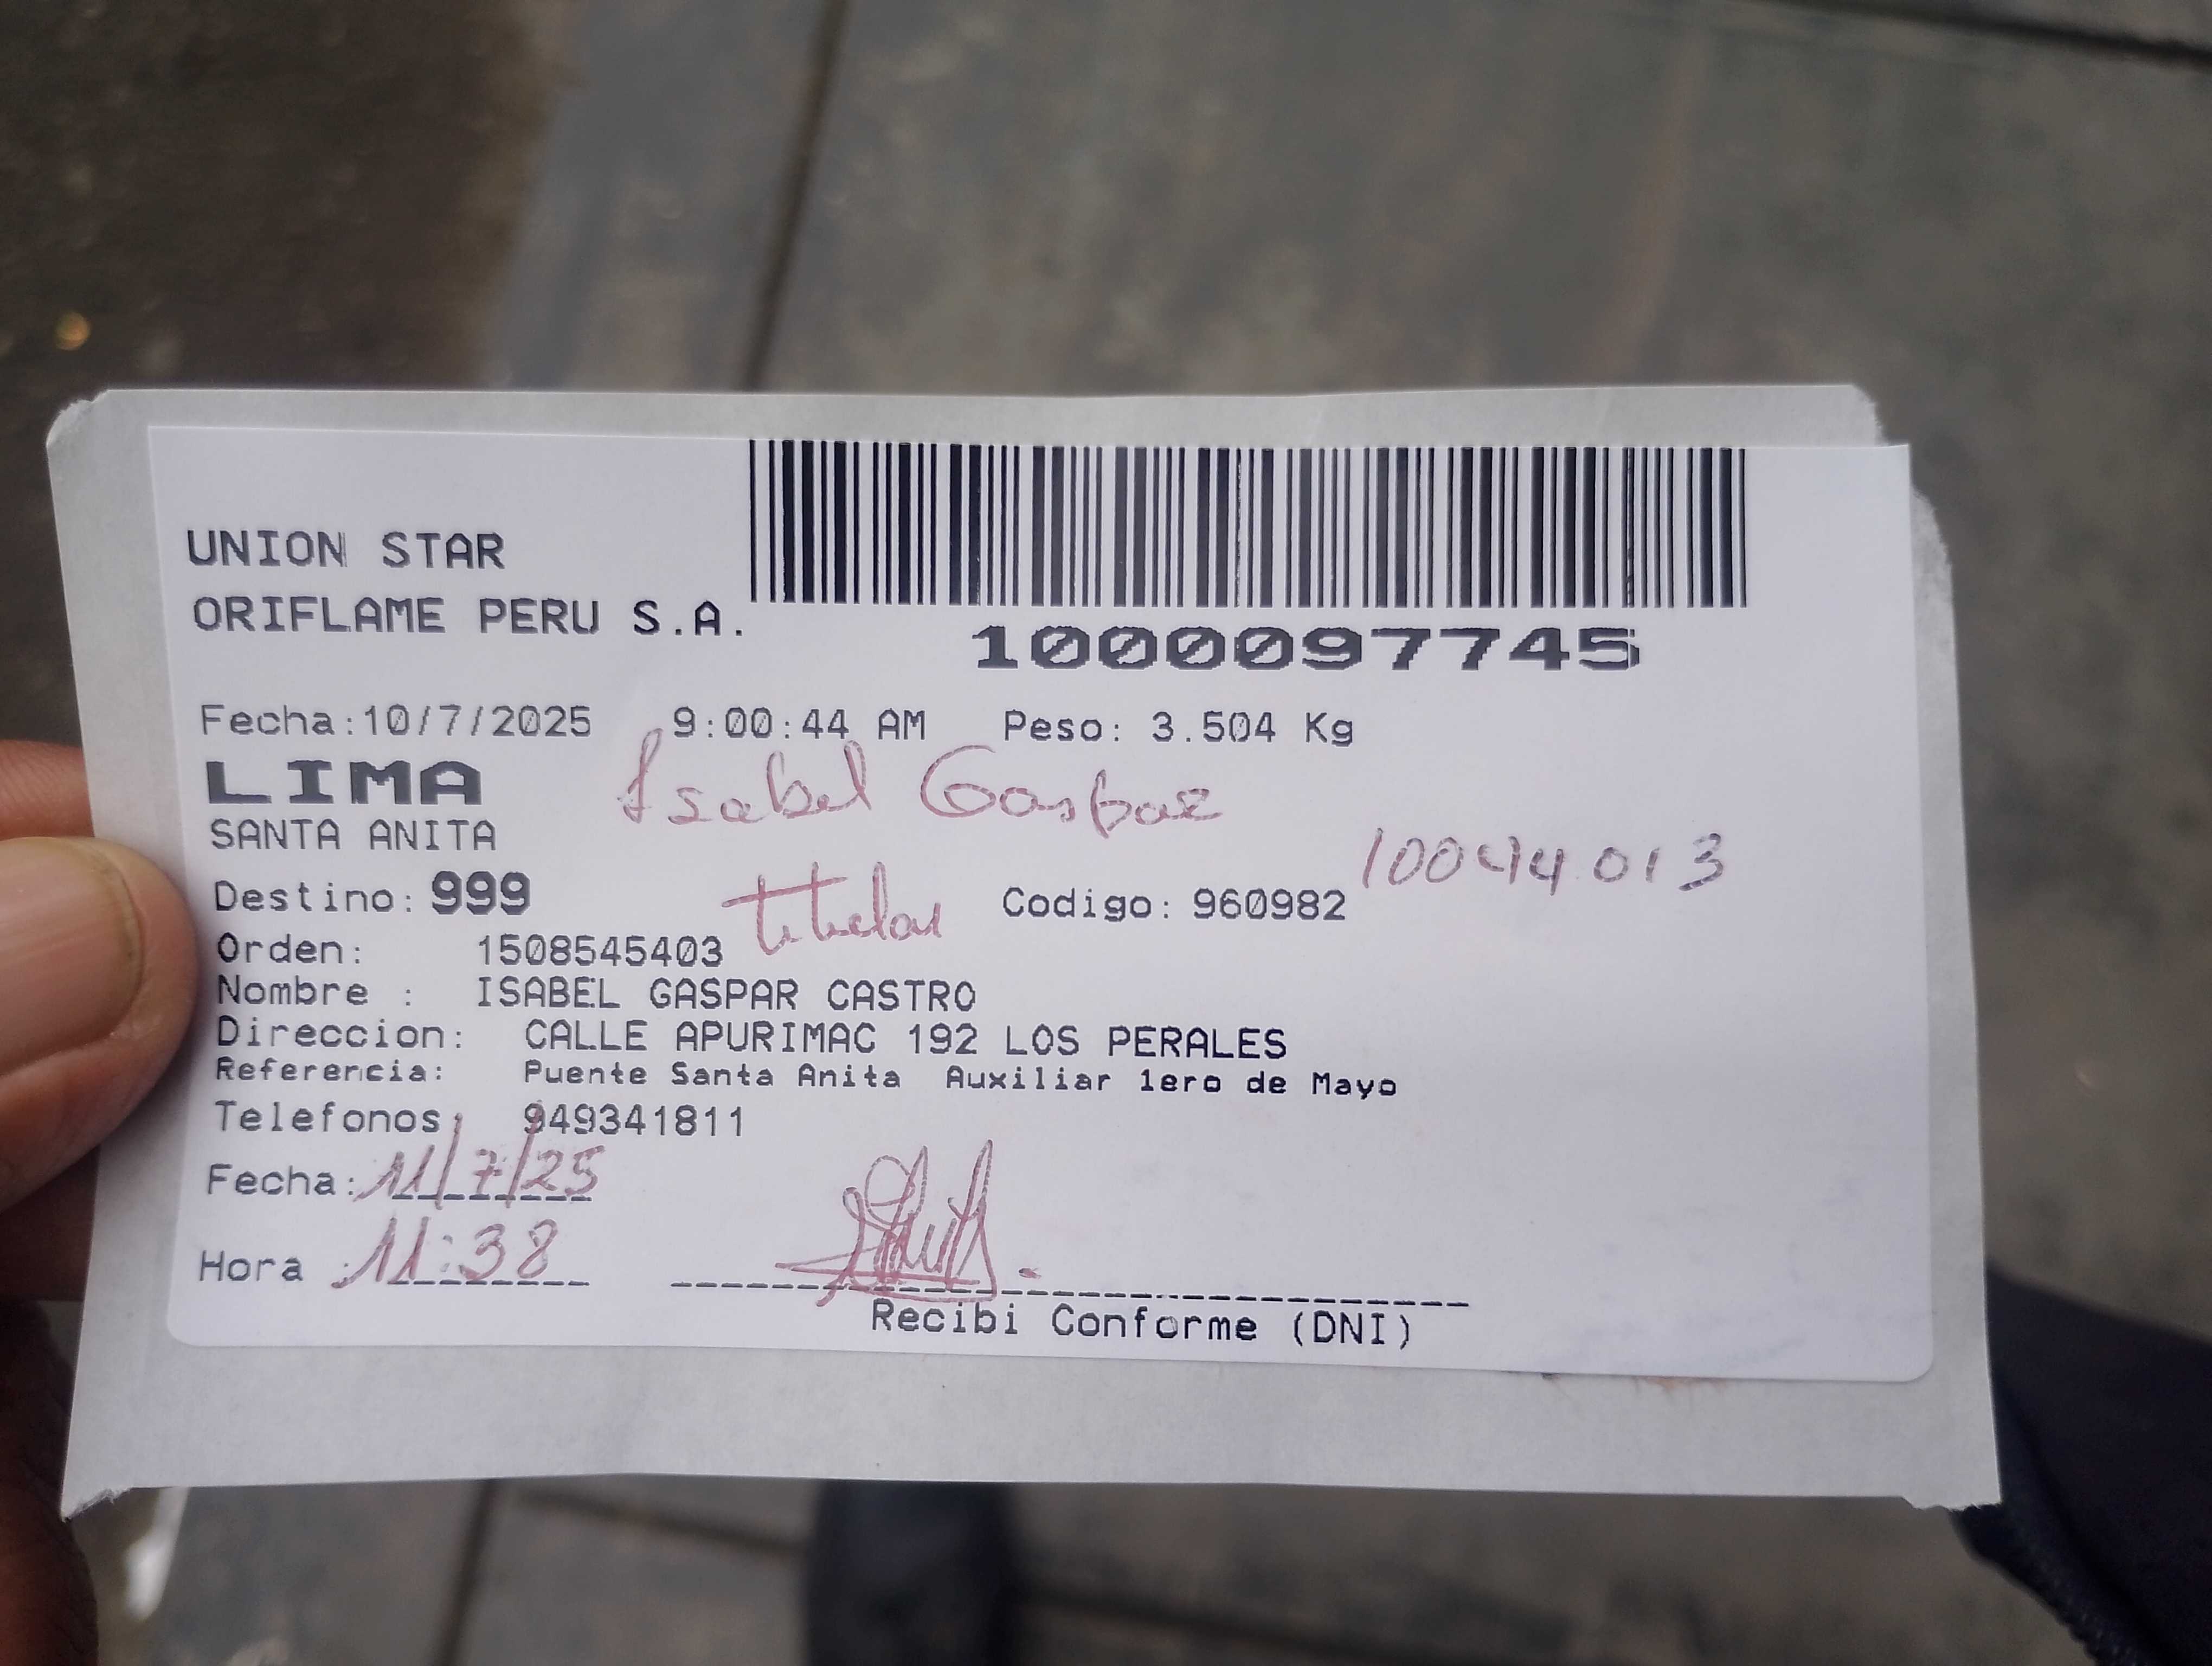 UNION STAR
ORIFLAME PERU S.A.
1000097745
Fecha:10/7/2025 9:00:44 AM Peso: 3.504 Kg
LIMA
Isabel Gaspar
SANTA ANITA
10044013
Destino: 999
titular
Codigo: 960982
Orden: 1508545403
Nombre : ISABEL GASPAR CASTRO
Direccion: CALLE APURIMAC 192 LOS PERALES
Referencia: Puente Santa Anita Auxiliar 1ero de Mayo
Telefonos: 949341811
Fecha: 11/7/25
Hora : 11:38
Recibi Conforme (DNI)